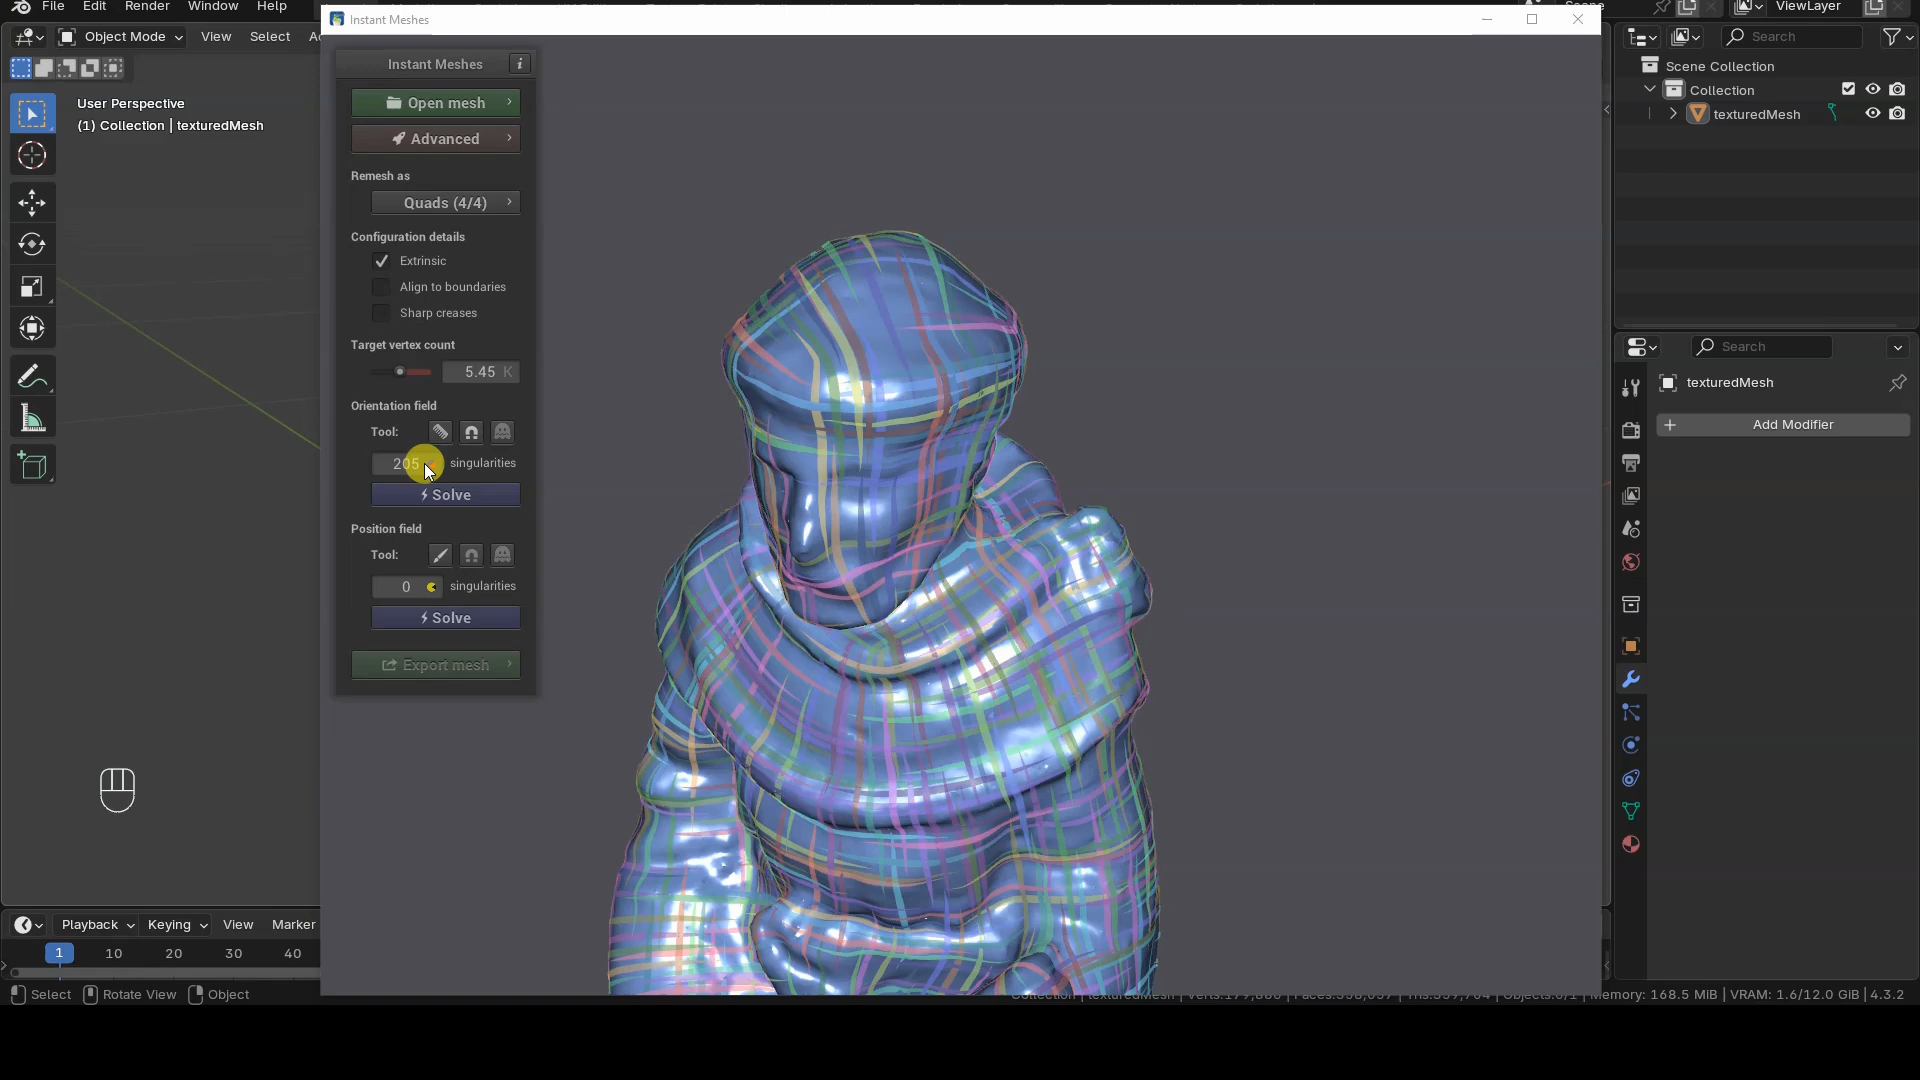 File Edit Render Window Help
Instant Meshes
Scene
ViewLayer
Object Mode View Select
Search
User Perspective
(1) Collection | texturedMesh
Instant Meshes
Open mesh
Advanced
Remesh as
Quads (4/4)
Configuration details
Extrinsic
Align to boundaries
Sharp creases
Target vertex count
5.45 K
Orientation field
Tool:
205 singularities
Solve
Position field
Tool:
0 singularities
Solve
Export mesh
Scene Collection
Collection
texturedMesh
Search
texturedMesh
Add Modifier
Playback Keying View Marker
1 10 20 30 40
Select Rotate View Object
Memory: 168.5 MiB | VRAM: 1.6/12.0 GiB | 4.3.2